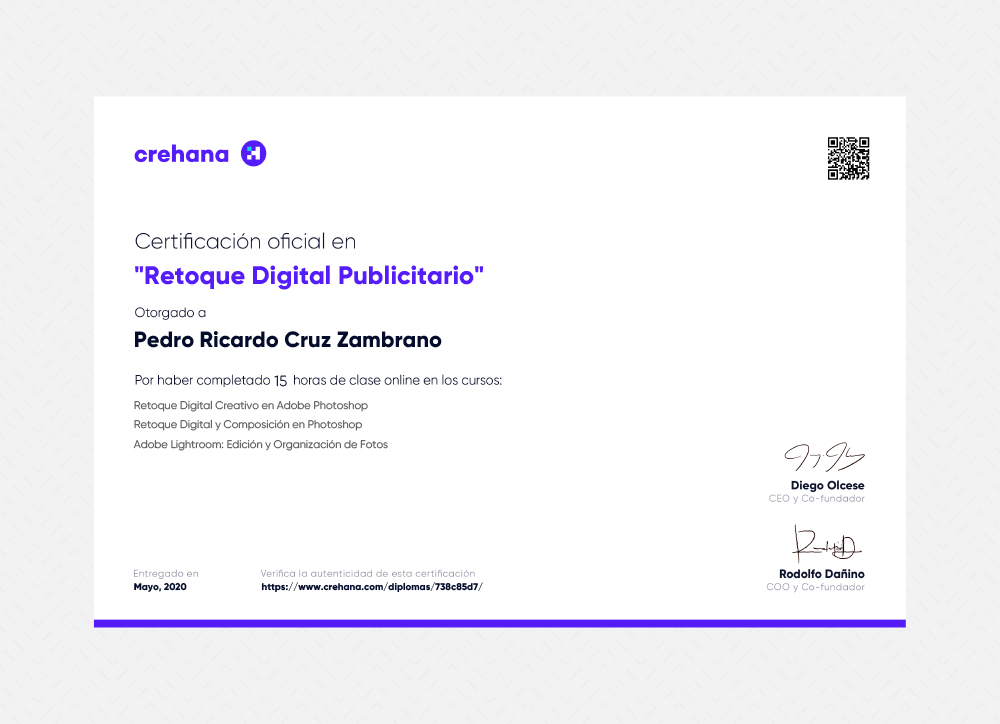 crehana
Certificación oficial en
"Retoque Digital Publicitario"
Otorgado a
Pedro Ricardo Cruz Zambrano
Por haber completado 15 horas de clase online en los cursos:
Retoque Digital Creativo en Adobe Photoshop
Retoque Digital y Composición en Photoshop
Adobe Lightroom: Edición y Organización de Fotos
Diego Olcese
CEO y Co-fundador
Rodolfo Dañino
COO y Co-fundador
Entregado en
Mayo, 2020
Verifica la autenticidad de esta certificación
https://www.crehana.com/diplomas/738c85d7/